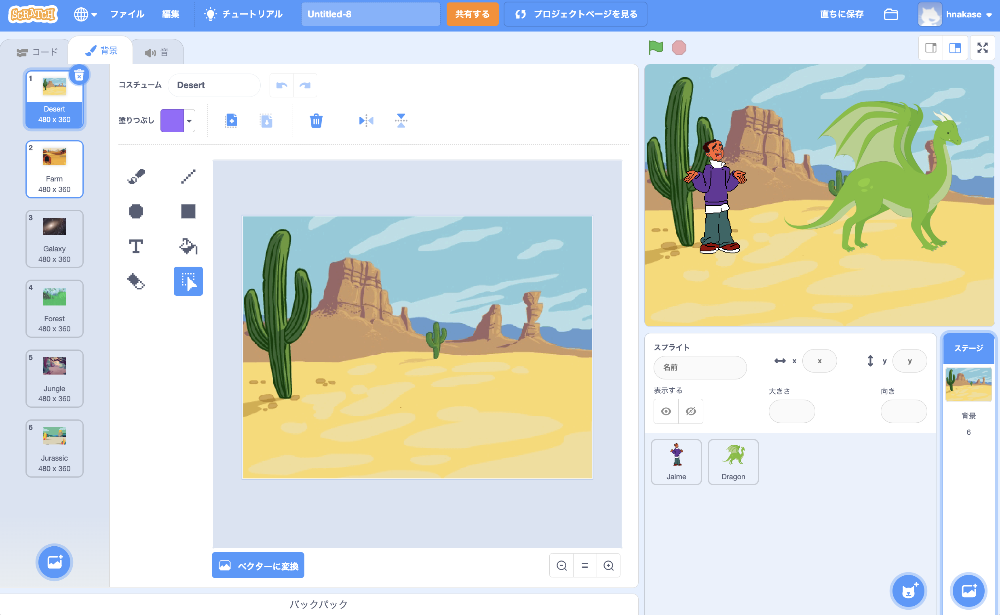 SCRATCH
ファイル
編集
チュートリアル
Untitled-8
共有する
プロジェクトページを見る
直ちに保存
hnakase
コード
背景
音
1
Desert
480 x 360
2
Farm
480 x 360
3
Galaxy
480 x 360
4
Forest
480 x 360
5
Jungle
480 x 360
6
Jurassic
480 x 360
コスチューム
Desert
塗りつぶし
T
ベクターに変換
バックパック
スプライト
名前
x
x
y
y
表示する
大きさ
向き
Jaime
Dragon
ステージ
背景
6